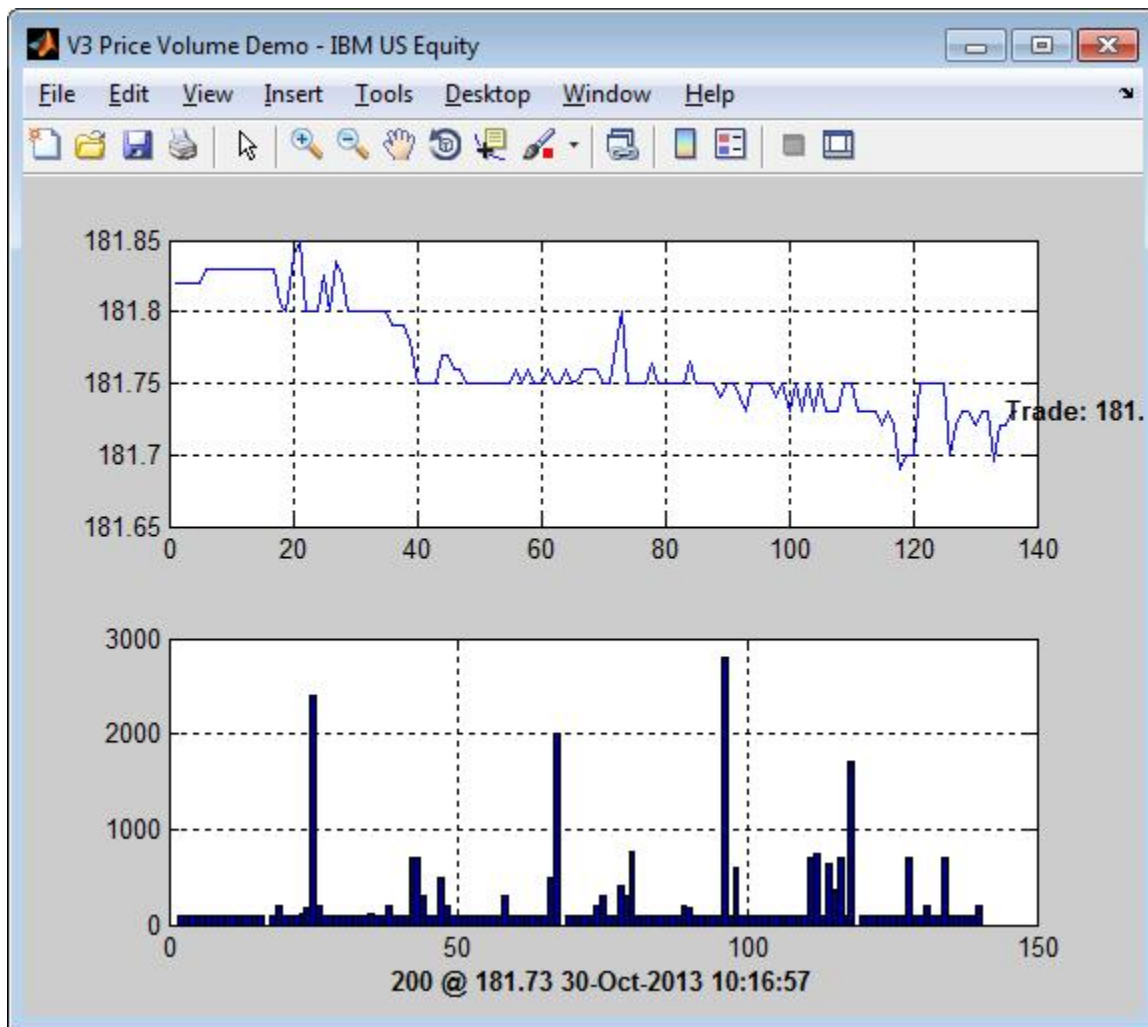 V3 Price Volume Demo - IBM US Equity
File Edit View Insert Tools Desktop Window Help
181.85
181.8
181.75
Trade: 181.
181.7
181.65
0 20 40 60 80 100 120 140
3000
2000
1000
0
0 50 100 150
200 @ 181.73 30-Oct-2013 10:16:57